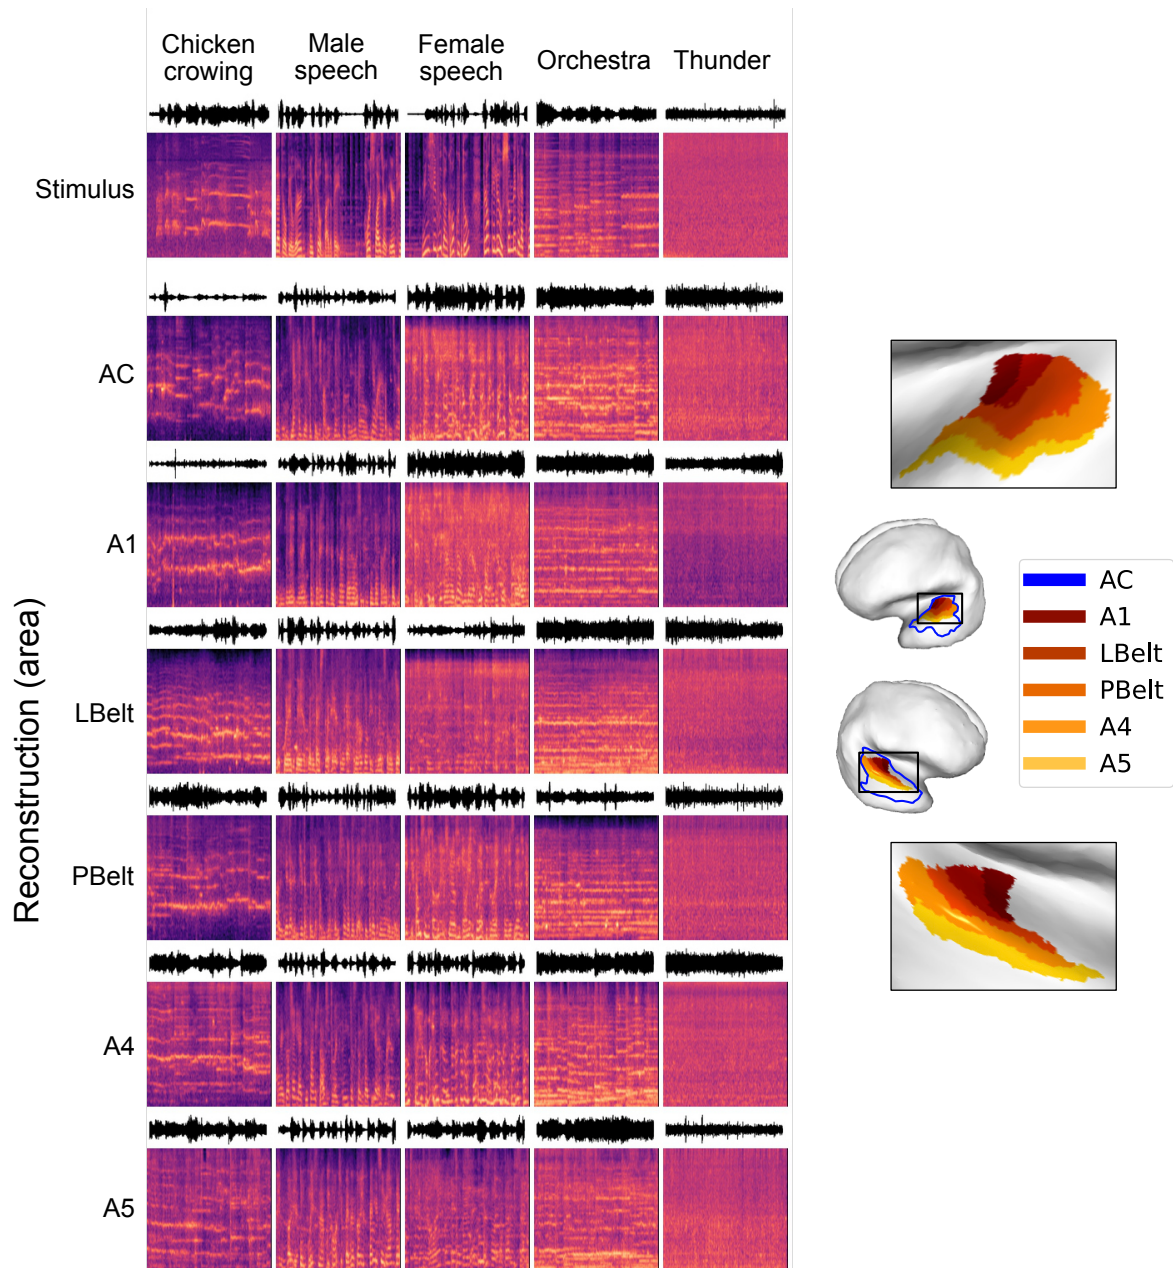 Chicken crowing
Male speech
Female speech
Orchestra
Thunder
Stimulus
Reconstruction (area)
AC
A1
LBelt
PBelt
A4
A5
AC
A1
LBelt
PBelt
A4
A5